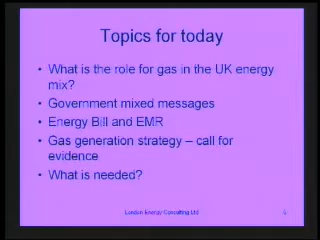 Topics for today
• What is the role for gas in the UK energy
mix?
• Government mixed messages
• Energy Bill and EMR
• Gas generation strategy – call for
evidence
• What is needed?
London Energy Consulting Ltd